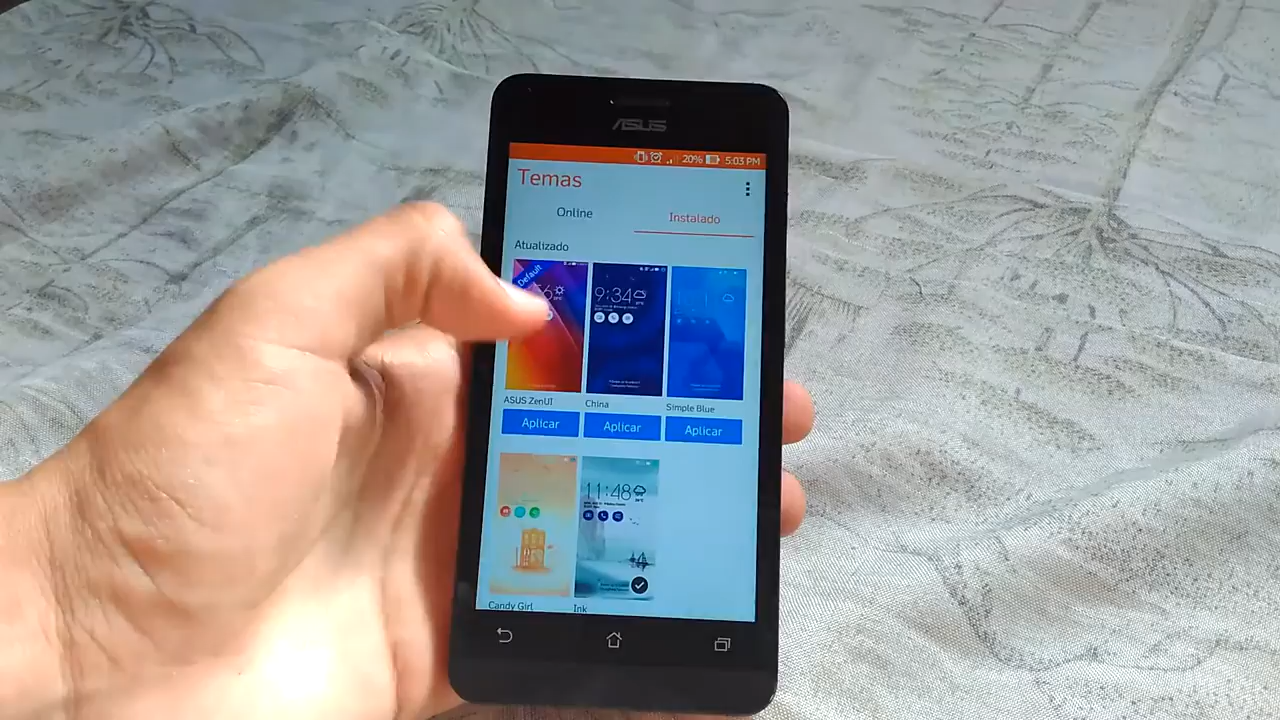 ASUS
20% 5:03 PM
Temas
Online Instalado
Atualizado
Default
9:34
ASUS ZenUI China Simple Blue
Aplicar Aplicar Aplicar
11:48
Candy Girl Ink